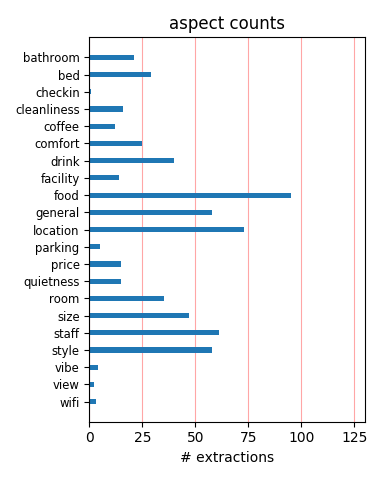 aspect counts
bathroom
bed
checkin
cleanliness
coffee
comfort
drink
facility
food
general
location
parking
price
quietness
room
size
staff
style
vibe
view
wifi
0 25 50 75 100 125
# extractions